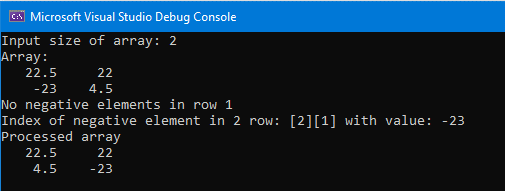 Microsoft Visual Studio Debug Console
Input size of array: 2
Array:
22.5 22
-23 4.5
No negative elements in row 1
Index of negative element in 2 row: [2][1] with value: -23
Processed array
22.5 22
4.5 -23